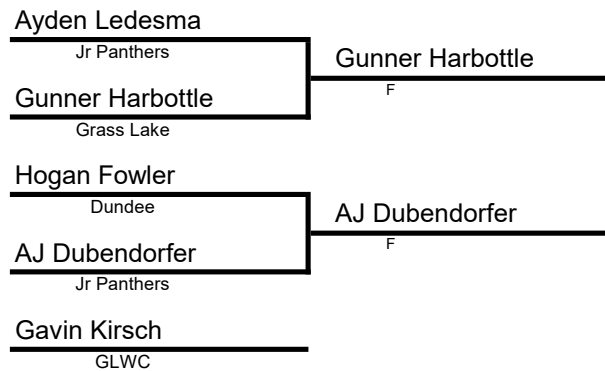 Ayden Ledesma
Jr Panthers
Gunner Harbottle
Grass Lake
Gunner Harbottle
F
Hogan Fowler
Dundee
AJ Dubendorfer
Jr Panthers
AJ Dubendorfer
F
Gavin Kirsch
GLWC